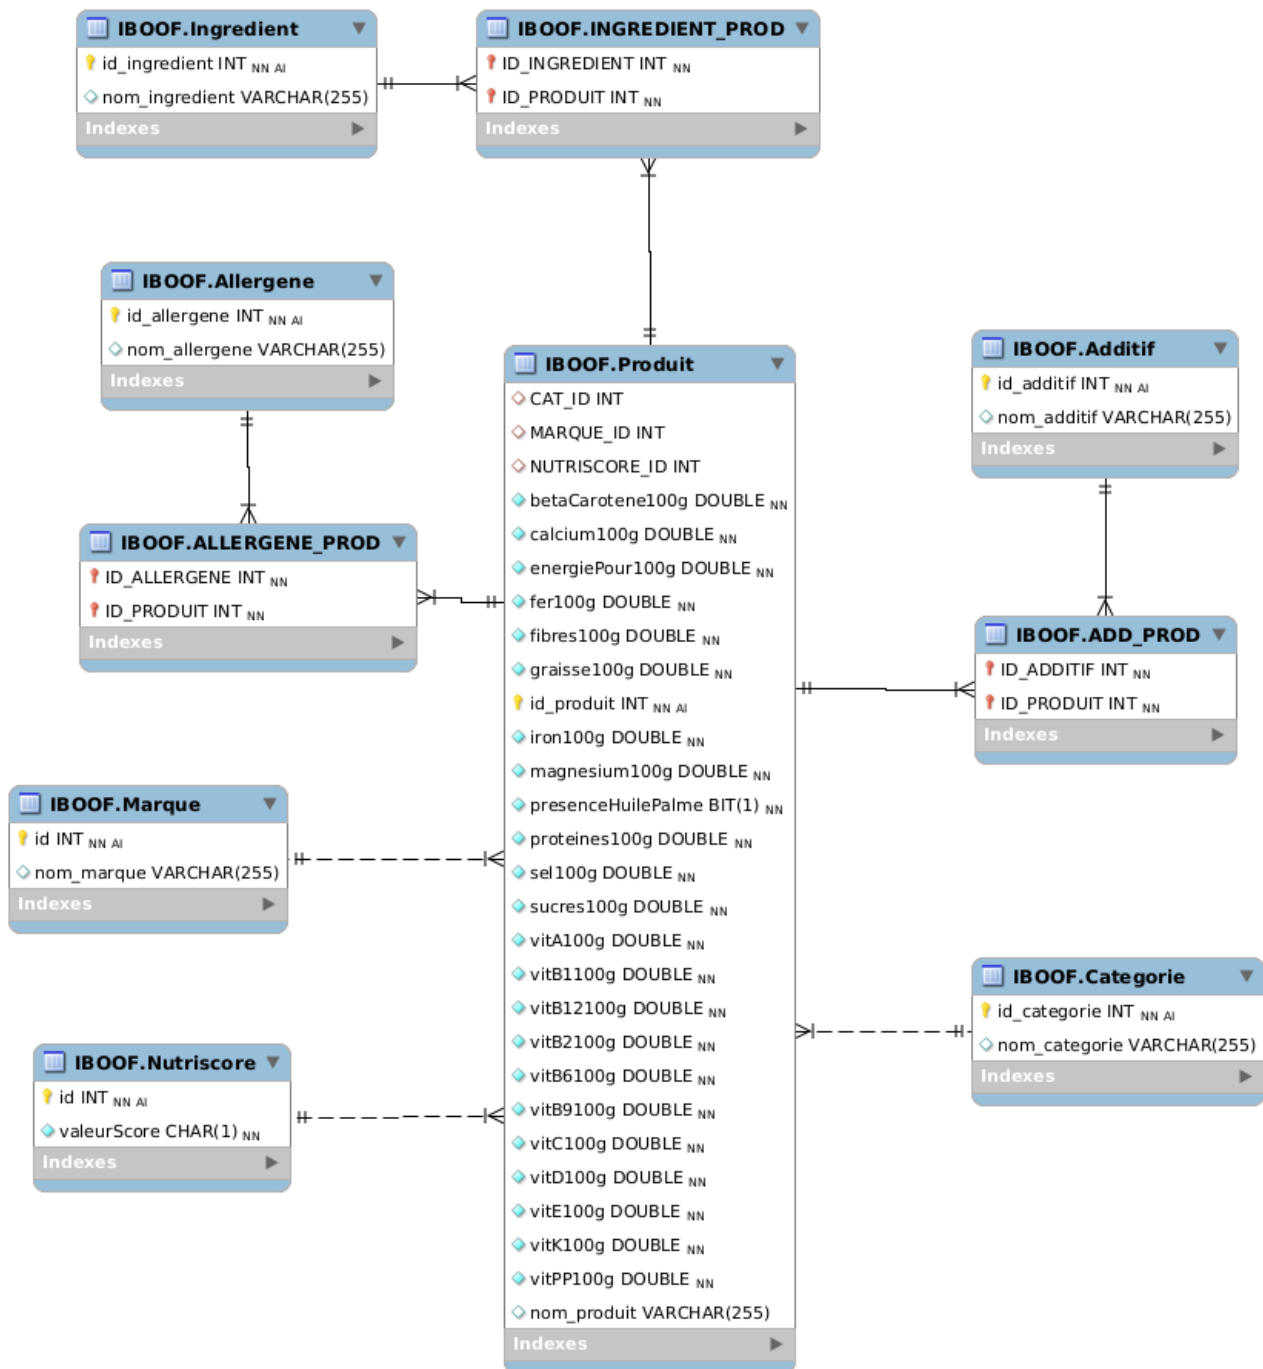 IBOOF.Ingredient
id_ingredient INT NN AI
nom_ingredient VARCHAR(255)
Indexes
IBOOF.INGREDIENT_PROD
ID_INGREDIENT INT NN
ID_PRODUIT INT NN
Indexes
IBOOF.Allergene
id_allergene INT NN AI
nom_allergene VARCHAR(255)
Indexes
IBOOF.ALLERGENE_PROD
ID_ALLERGENE INT NN
ID_PRODUIT INT NN
Indexes
IBOOF.Marque
id INT NN AI
nom_marque VARCHAR(255)
Indexes
IBOOF.Nutriscore
id INT NN AI
valeurScore CHAR(1) NN
Indexes
IBOOF.Produit
CAT_ID INT
MARQUE_ID INT
NUTRISCORE_ID INT
betaCarotene100g DOUBLE NN
calcium100g DOUBLE NN
energiePour100g DOUBLE NN
fer100g DOUBLE NN
fibres100g DOUBLE NN
graisse100g DOUBLE NN
id_produit INT NN AI
iron100g DOUBLE NN
magnesium100g DOUBLE NN
presenceHuilePalme BIT(1) NN
proteines100g DOUBLE NN
sel100g DOUBLE NN
sucres100g DOUBLE NN
vitA100g DOUBLE NN
vitB1100g DOUBLE NN
vitB12100g DOUBLE NN
vitB2100g DOUBLE NN
vitB6100g DOUBLE NN
vitB9100g DOUBLE NN
vitC100g DOUBLE NN
vitD100g DOUBLE NN
vitE100g DOUBLE NN
vitK100g DOUBLE NN
vitPP100g DOUBLE NN
nom_produit VARCHAR(255)
Indexes
IBOOF.Additif
id_additif INT NN AI
nom_additif VARCHAR(255)
Indexes
IBOOF.ADD_PROD
ID_ADDITIF INT NN
ID_PRODUIT INT NN
Indexes
IBOOF.Categorie
id_categorie INT NN AI
nom_categorie VARCHAR(255)
Indexes